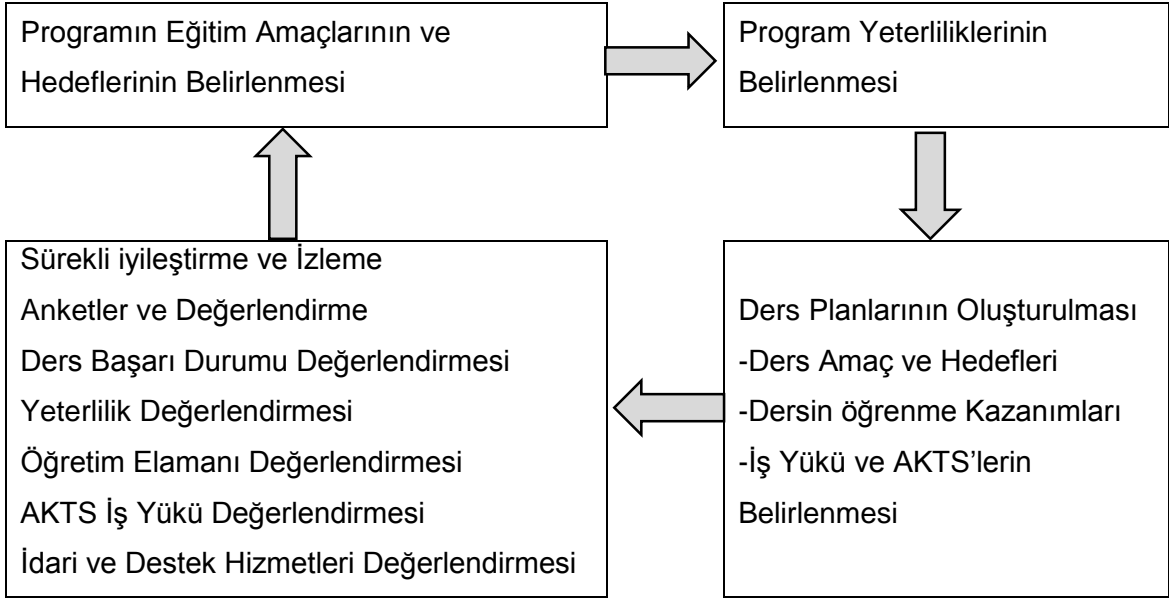 Programın Eğitim Amaçlarının ve
Hedeflerinin Belirlenmesi
Program Yeterliliklerinin
Belirlenmesi
Sürekli iyileştirme ve İzleme
Anketler ve Değerlendirme
Ders Başarı Durumu Değerlendirmesi
Yeterlilik Değerlendirmesi
Öğretim Elamanı Değerlendirmesi
AKTS İş Yükü Değerlendirmesi
İdari ve Destek Hizmetleri Değerlendirmesi
Ders Planlarının Oluşturulması
-Ders Amaç ve Hedefleri
-Dersin öğrenme Kazanımları
-İş Yükü ve AKTS’lerin
Belirlenmesi